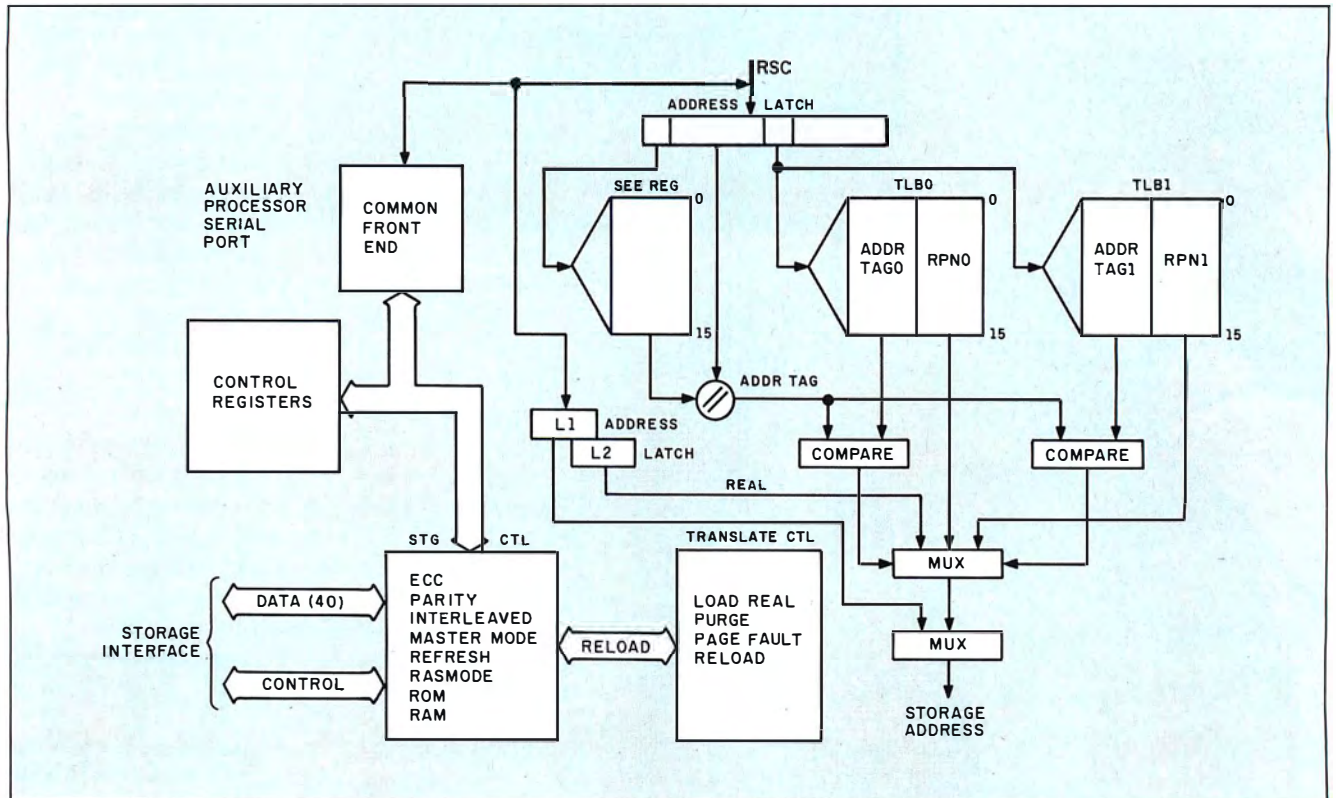 RSC
ADDRESS LATCH
AUXILIARY
PROCESSOR
SERIAL
PORT
COMMON
FRONT
END
SEE REG
0
15
TLB0
0
ADDR
TAG0
RPN0
15
TLB1
0
ADDR
TAG1
RPN1
15
CONTROL
REGISTERS
ADDR TAG
L1
ADDRESS
L2
LATCH
COMPARE
COMPARE
REAL
STG CTL
ECC
PARITY
INTERLEAVED
MASTER MODE
REFRESH
RASMODE
ROM
RAM
TRANSLATE CTL
LOAD REAL
PURGE
PAGE FAULT
RELOAD
MUX
MUX
STORAGE
ADDRESS
STORAGE
INTERFACE
DATA (40)
CONTROL
RELOAD